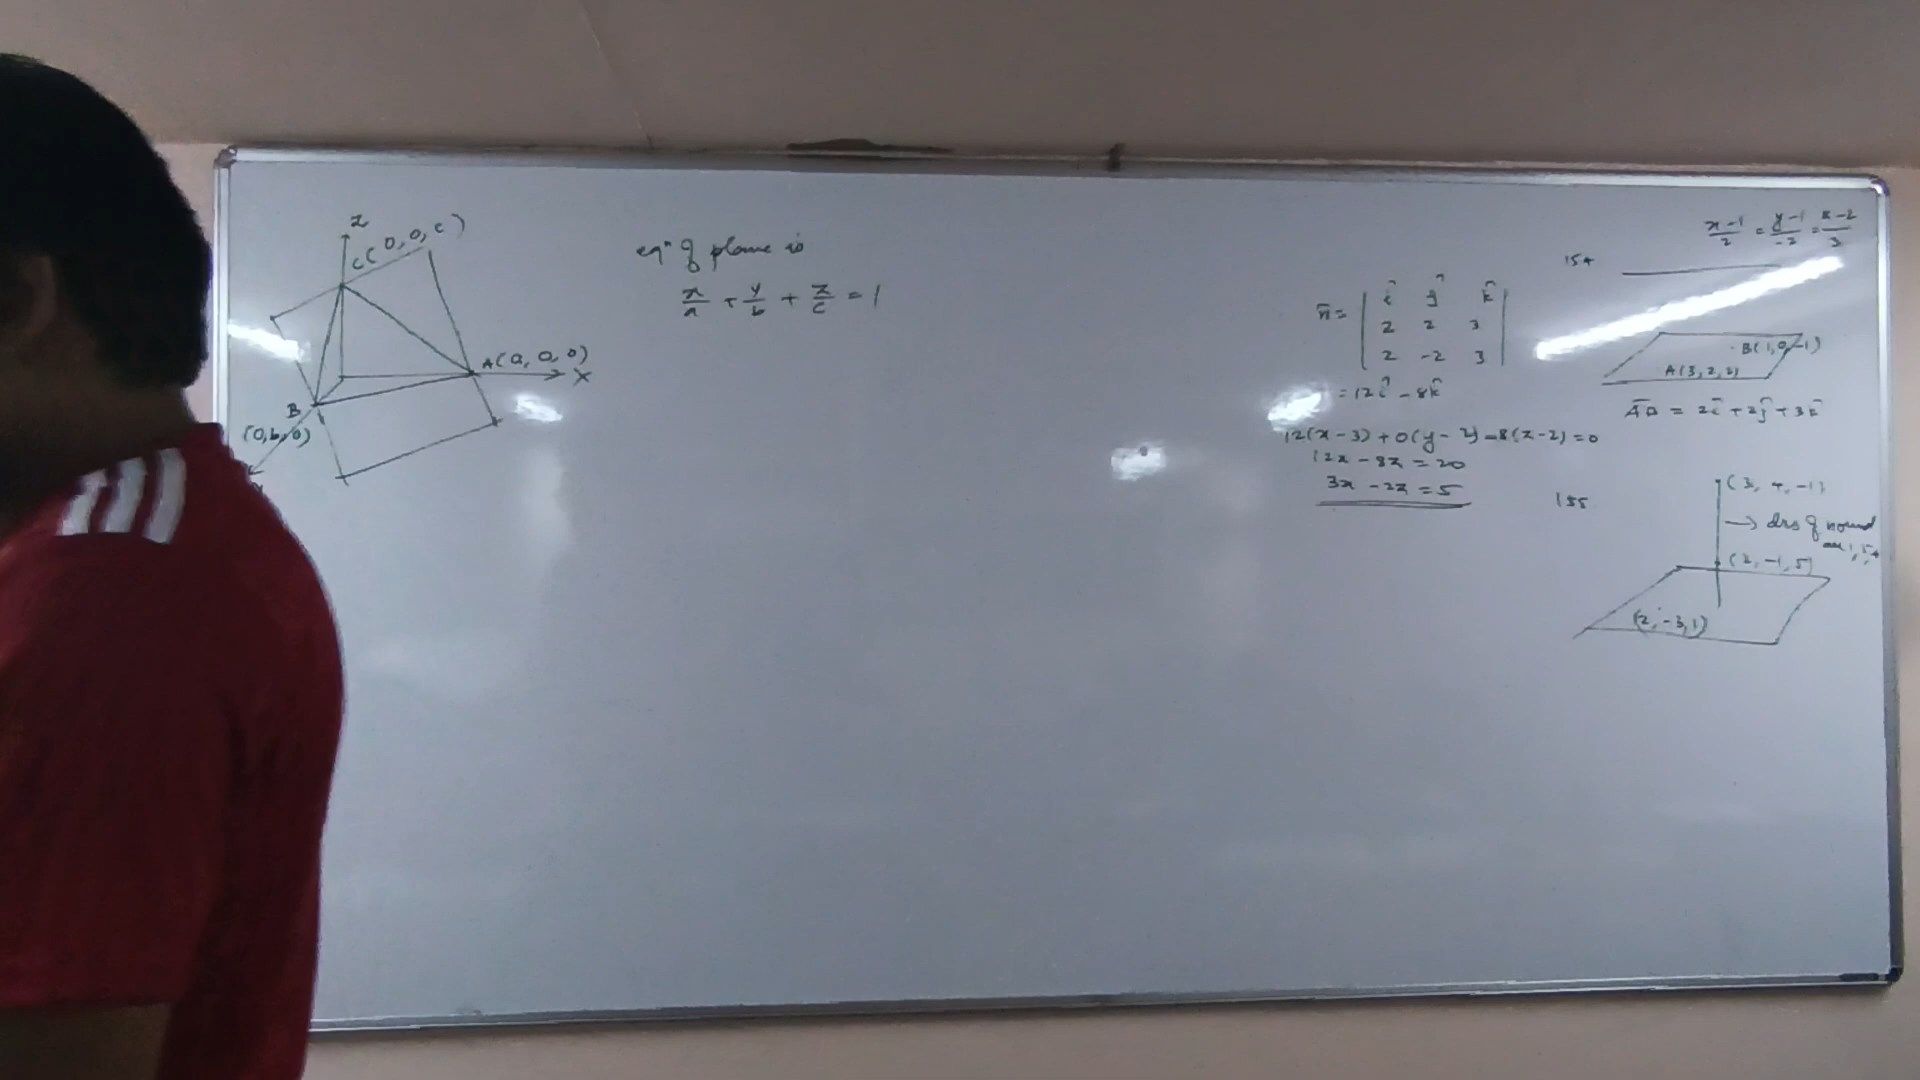 Z
C(0,0,c)
A(a,0,0)
X
B
(0,b,0)
eqⁿ of plane is
x/a + y/b + z/c = 1
n̄ = | î ĵ k̂ |
| 2 2 3 |
| 2 -2 3 |
= 12î - 8k̂
12(x-3) + 0(y-2) - 8(z-2) = 0
12x - 8z = 20
3x - 2z = 5
154
(x-1)/2 = (y-1)/-2 = (z-2)/3
B(1,0,-1)
A(3,2,2)
AB = 2î + 2ĵ + 3k̂
155
(3, 4, -1)
→ drs of normal
are 1,5,
(2, -1, 5)
(2, -3, 1)